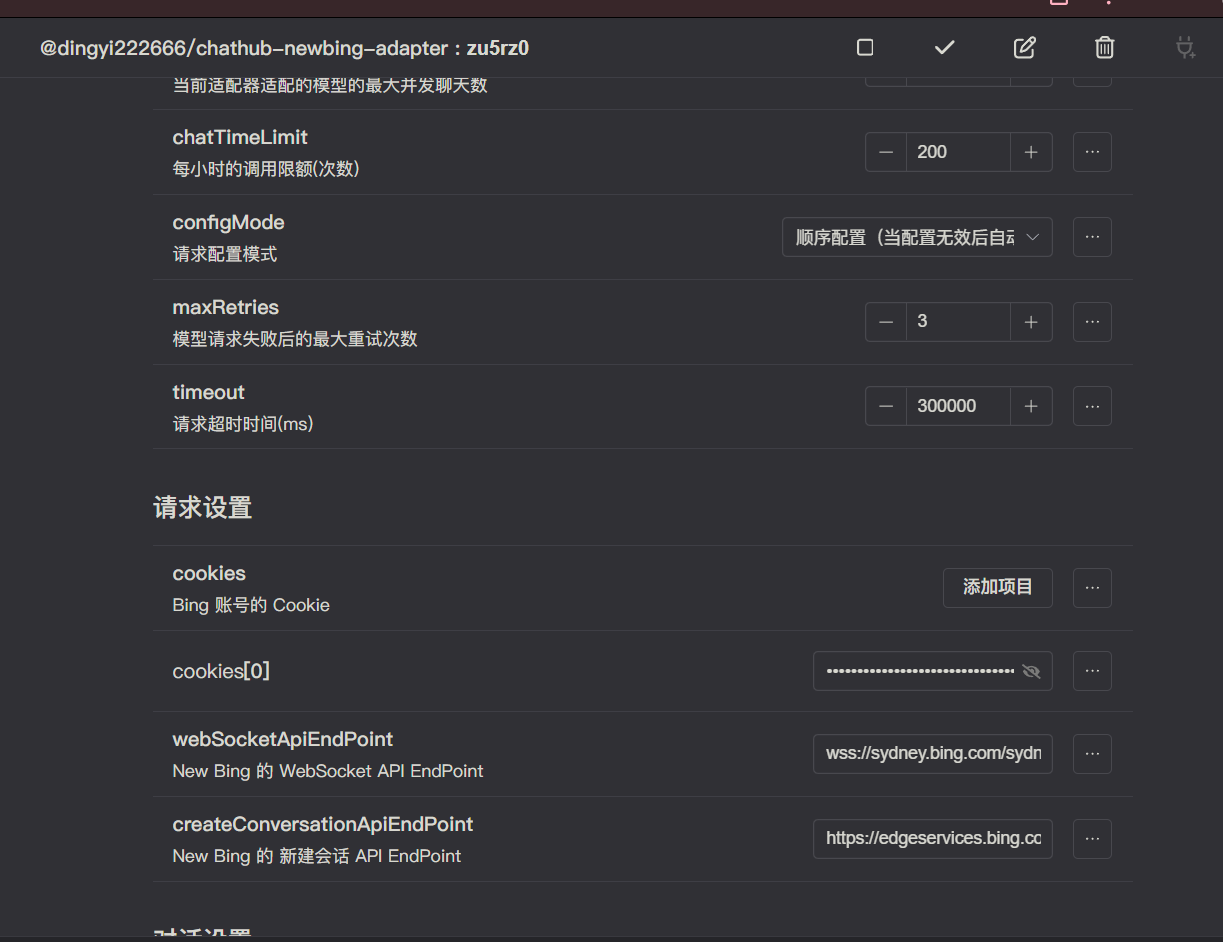 @dingyi222666/chathub-newbing-adapter : zu5rz0
当前适配器适配的模型的最大并发聊天数
chatTimeLimit
每小时的调用限额(次数)
200
configMode
请求配置模式
顺序配置（当配置无效后自动
maxRetries
模型请求失败后的最大重试次数
3
timeout
请求超时时间(ms)
300000
请求设置
cookies
Bing 账号的 Cookie
添加项目
cookies[0]
webSocketApiEndPoint
New Bing 的 WebSocket API EndPoint
wss://sydney.bing.com/sydn
createConversationApiEndPoint
New Bing 的 新建会话 API EndPoint
https://edgeservices.bing.co
对话设置